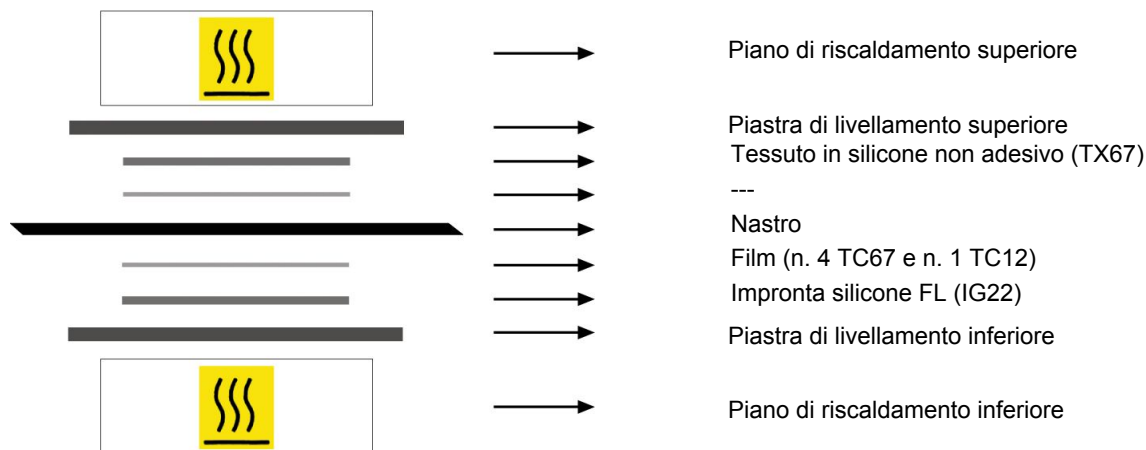 Piano di riscaldamento superiore
Piastra di livellamento superiore
Tessuto in silicone non adesivo (TX67)
---
Nastro
Film (n. 4 TC67 e n. 1 TC12)
Impronta silicone FL (IG22)
Piastra di livellamento inferiore
Piano di riscaldamento inferiore